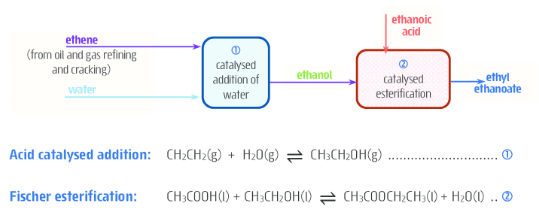 ethene
(from oil and gas refining
and cracking)
water
①
catalysed
addition of
water
ethanol
ethanoic
acid
②
catalysed
esterification
ethyl
ethanoate
Acid catalysed addition: CH₂CH₂(g) + H₂O(g) ⇌ CH₃CH₂OH(g) ............................ ①
Fischer esterification: CH₃COOH(l) + CH₃CH₂OH(l) ⇌ CH₃COOCH₂CH₃(l) + H₂O(l) .. ②